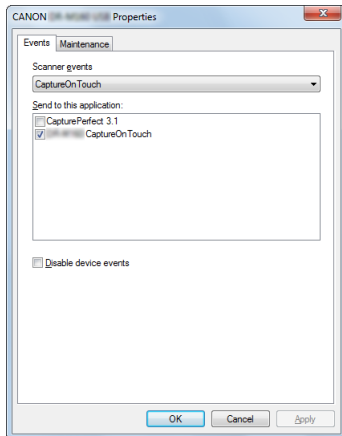 CANON Properties
Events Maintenance
Scanner events
CaptureOnTouch
Send to this application:
CapturePerfect 3.1
CaptureOnTouch
Disable device events
OK Cancel Apply